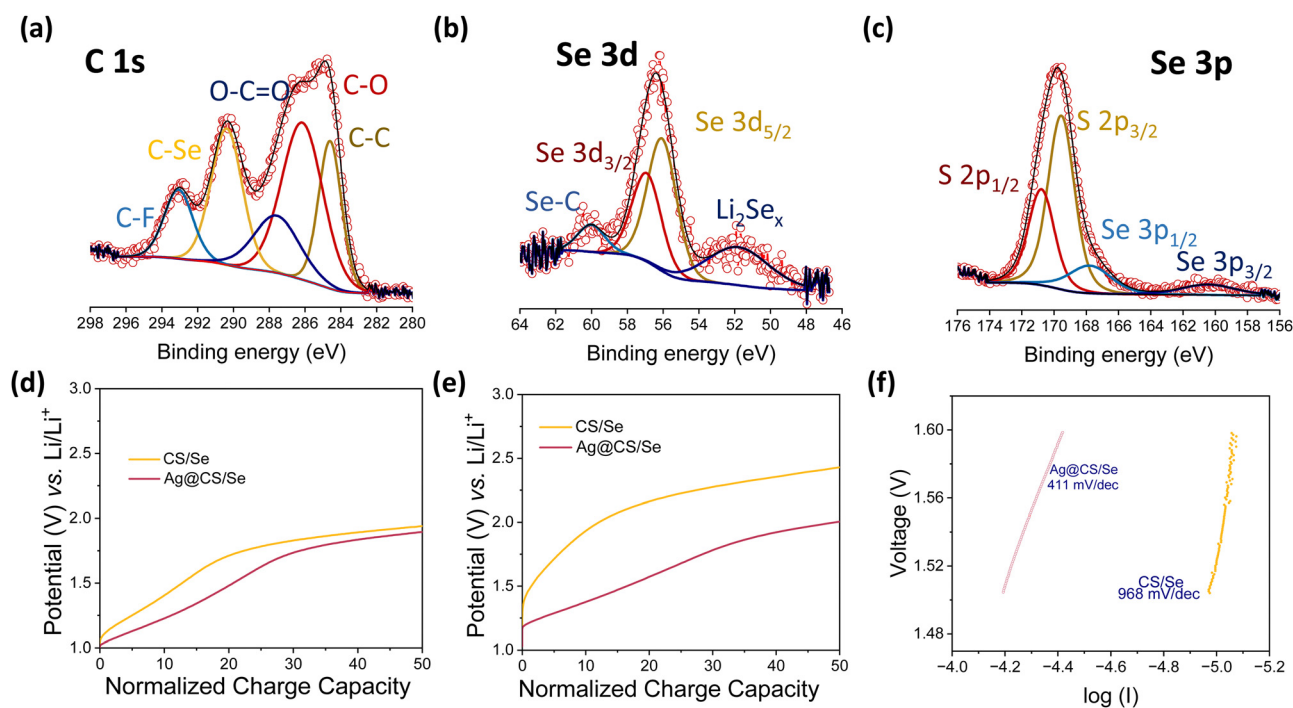 (a)
C 1s
O-C=O
C-O
C-Se
C-C
C-F
298 296 294 292 290 288 286 284 282 280
Binding energy (eV)
(b)
Se 3d
Se 3d5/2
Se 3d3/2
Se-C
Li2Sex
64 62 60 58 56 54 52 50 48 46
Binding energy (eV)
(c)
Se 3p
S 2p3/2
S 2p1/2
Se 3p1/2
Se 3p3/2
176 174 172 170 168 166 164 162 160 158 156
Binding energy (eV)
(d)
Potential (V) vs. Li/Li+
3.0
2.5
2.0
1.5
1.0
CS/Se
Ag@CS/Se
0 10 20 30 40 50
Normalized Charge Capacity
(e)
Potential (V) vs. Li/Li+
3.0
2.5
2.0
1.5
1.0
CS/Se
Ag@CS/Se
0 10 20 30 40 50
Normalized Charge Capacity
(f)
Voltage (V)
1.60
1.56
1.52
1.48
Ag@CS/Se
411 mV/dec
CS/Se
968 mV/dec
−4.0 −4.2 −4.4 −4.6 −4.8 −5.0 −5.2
log (I)